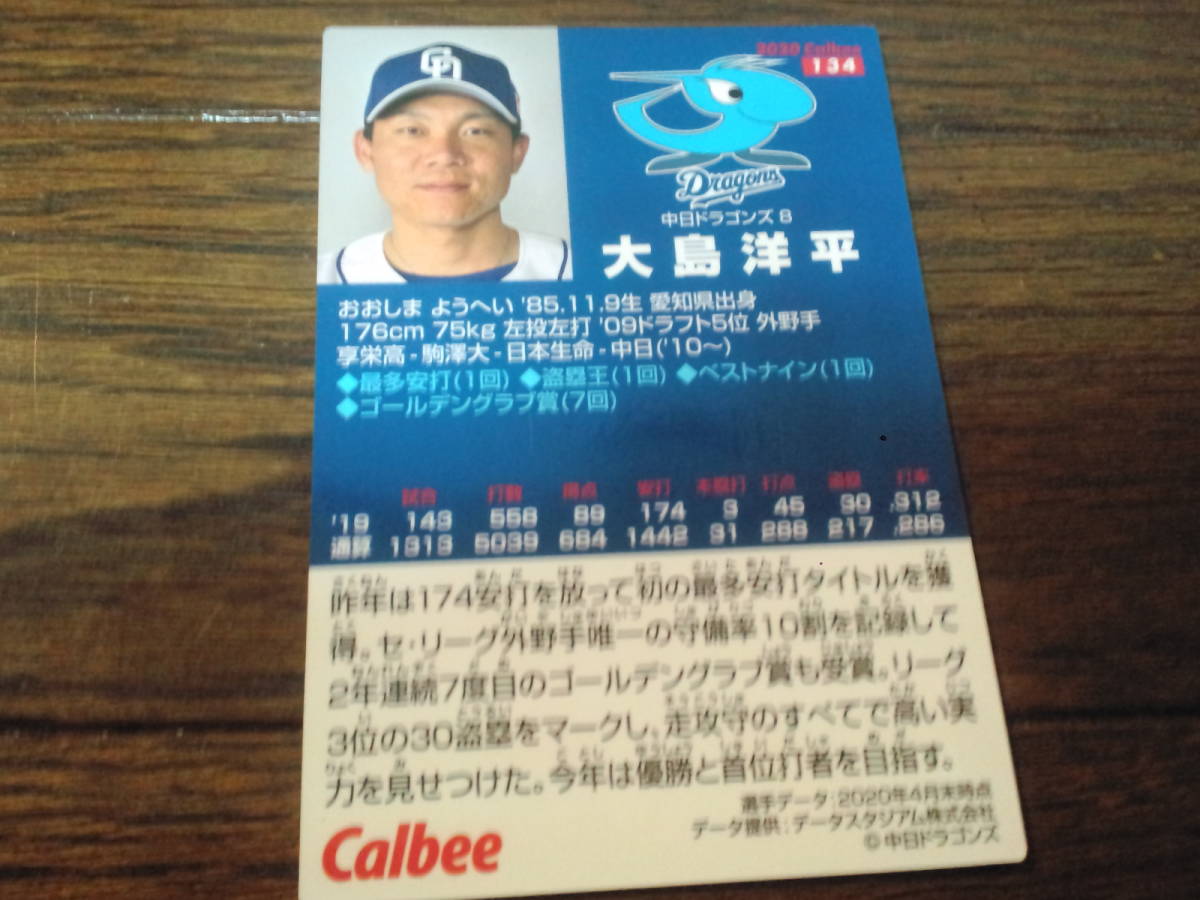 CD
2020 Calbee
134
Dragons
中日ドラゴンズ 8
大島洋平
おおしま ようへい '85.11.9生 愛知県出身
176cm 75kg 左投左打 '09ドラフト5位 外野手
享栄高-駒澤大-日本生命-中日('10〜)
◆最多安打(1回) ◆盗塁王(1回) ◆ベストナイン(1回)
◆ゴールデングラブ賞(7回)
試合 打数 得点 安打 本塁打 打点 盗塁 打率
'19 143 558 89 174 3 45 30 .312
通算 1313 5039 684 1442 31 288 217 .286
昨年は174安打を放って初の最多安打タイトルを獲
得。セ・リーグ外野手唯一の守備率10割を記録して
2年連続7度目のゴールデングラブ賞も受賞。リーグ
3位の30盗塁をマークし、走攻守のすべてで高い実
力を見せつけた。今年は優勝と首位打者を目指す。
選手データ:2020年4月末時点
データ提供:データスタジアム株式会社
©中日ドラゴンズ
Calbee